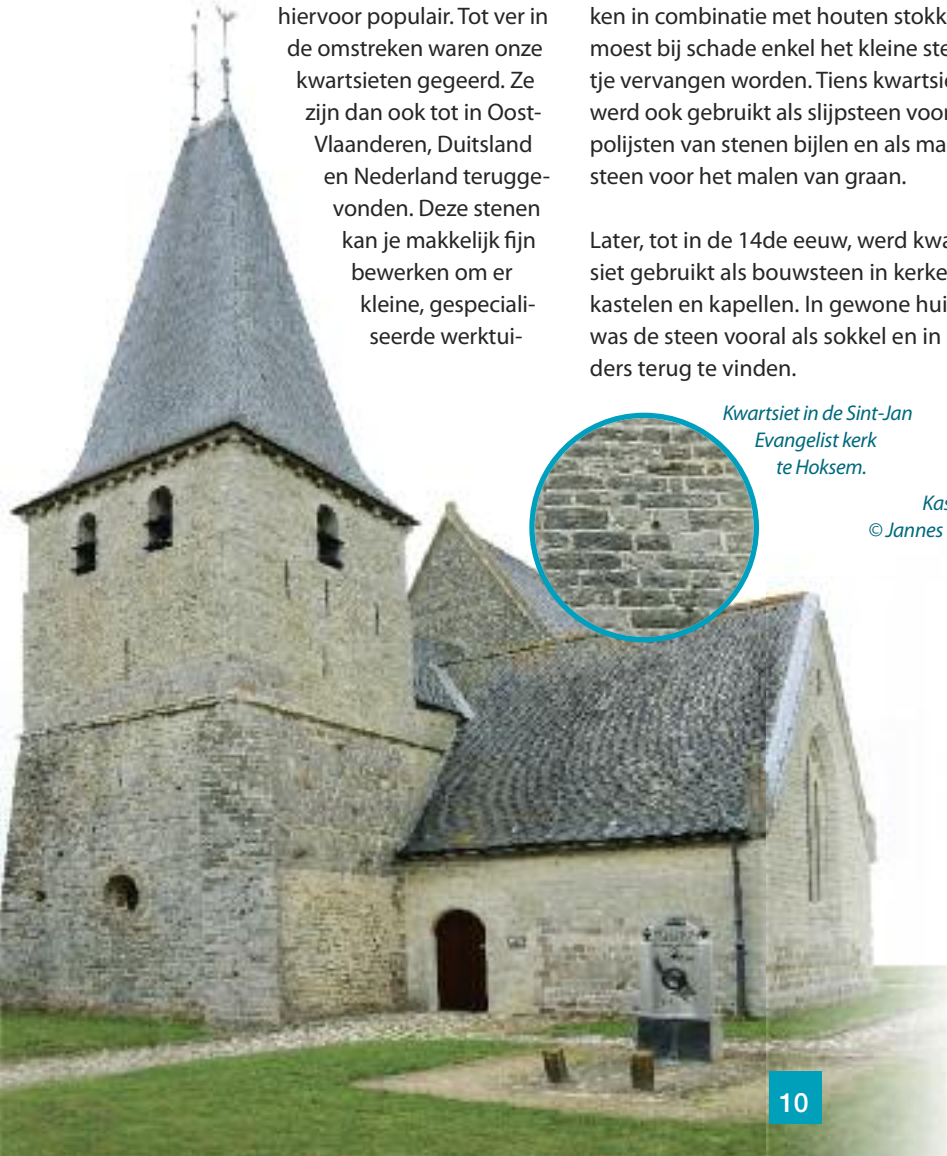 hiervoor populair. Tot ver in
de omstreken waren onze
kwartsieten gegeerd. Ze
zijn dan ook tot in Oost-
Vlaanderen, Duitsland
en Nederland terugge-
vonden. Deze stenen
kan je makkelijk fijn
bewerken om er
kleine, gespeciali-
seerde werktui-
ken in combinatie met houten stokk
moest bij schade enkel het kleine ste
tje vervangen worden. Tiens kwartsie
werd ook gebruikt als slijpsteen voor
polijsten van stenen bijlen en als ma
steen voor het malen van graan.
Later, tot in de 14de eeuw, werd kwa
siet gebruikt als bouwsteen in kerke
kastelen en kapellen. In gewone hui
was de steen vooral als sokkel en in
ders terug te vinden.
Kwartsiet in de Sint-Jan
Evangelist kerk
te Hoksem.
Kas
© Jannes
10